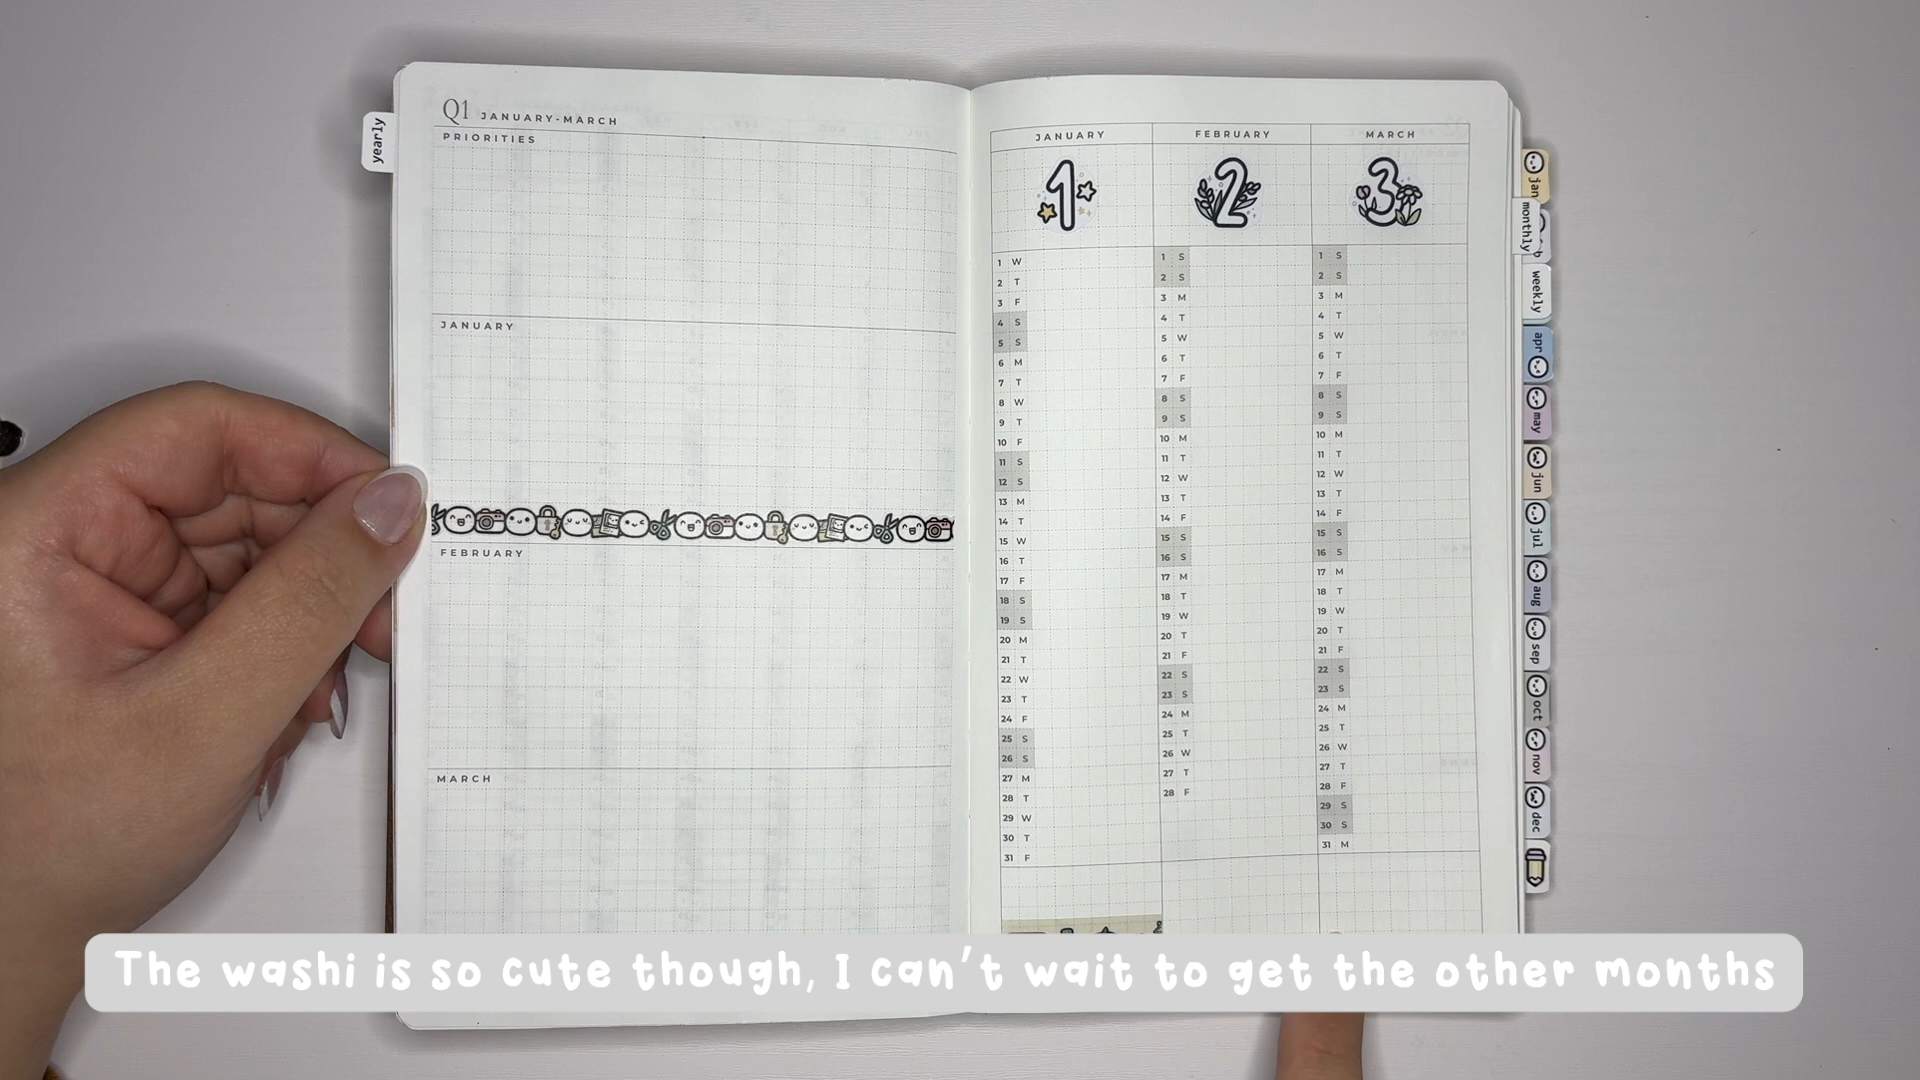 yearly
Q1 JANUARY-MARCH
PRIORITIES
JANUARY
FEBRUARY
MARCH
JANUARY FEBRUARY MARCH
1 2 3
1 W
2 T
3 F
4 S
5 S
6 M
7 T
8 W
9 T
10 F
11 S
12 S
13 M
14 T
15 W
16 T
17 F
18 S
19 S
20 M
21 T
22 W
23 T
24 F
25 S
26 S
27 M
28 T
29 W
30 T
31 F
1 S
2 S
3 M
4 T
5 W
6 T
7 F
8 S
9 S
10 M
11 T
12 W
13 T
14 F
15 S
16 S
17 M
18 T
19 W
20 T
21 F
22 S
23 S
24 M
25 T
26 W
27 T
28 F
1 S
2 S
3 M
4 T
5 W
6 T
7 F
8 S
9 S
10 M
11 T
12 W
13 T
14 F
15 S
16 S
17 M
18 T
19 W
20 T
21 F
22 S
23 S
24 M
25 T
26 W
27 T
28 F
29 S
30 S
31 M
jan
monthly
weekly
apr
may
jun
jul
aug
sep
oct
nov
dec
The washi is so cute though, I can't wait to get the other months